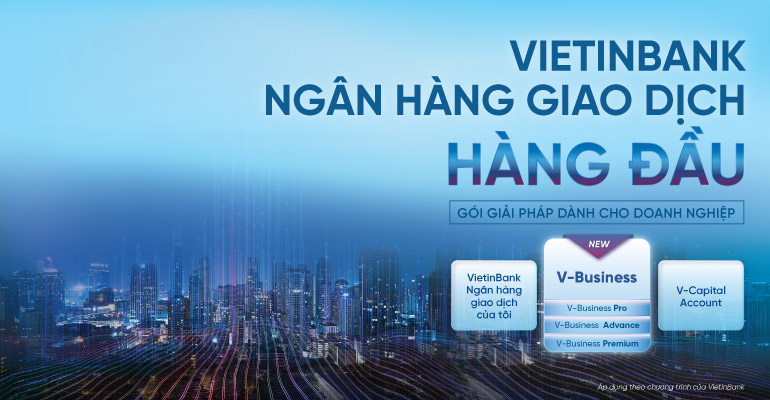 VIETINBANK
NGÂN HÀNG GIAO DỊCH
HÀNG ĐẦU
GÓI GIẢI PHÁP DÀNH CHO DOANH NGHIỆP
VietinBank
Ngân hàng
giao dịch
của tôi
NEW
V-Business
V-Business Pro
V-Business Advance
V-Business Premium
V-Capital
Account
Áp dụng theo chương trình của VietinBank